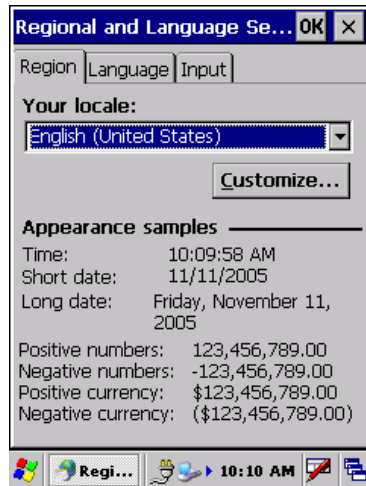 Regional and Language Se... OK ×
Region Language Input
Your locale:
English (United States)
Customize...
Appearance samples
Time: 10:09:58 AM
Short date: 11/11/2005
Long date: Friday, November 11,
2005
Positive numbers: 123,456,789.00
Negative numbers: -123,456,789.00
Positive currency: $123,456,789.00
Negative currency: ($123,456,789.00)
Regi... 10:10 AM